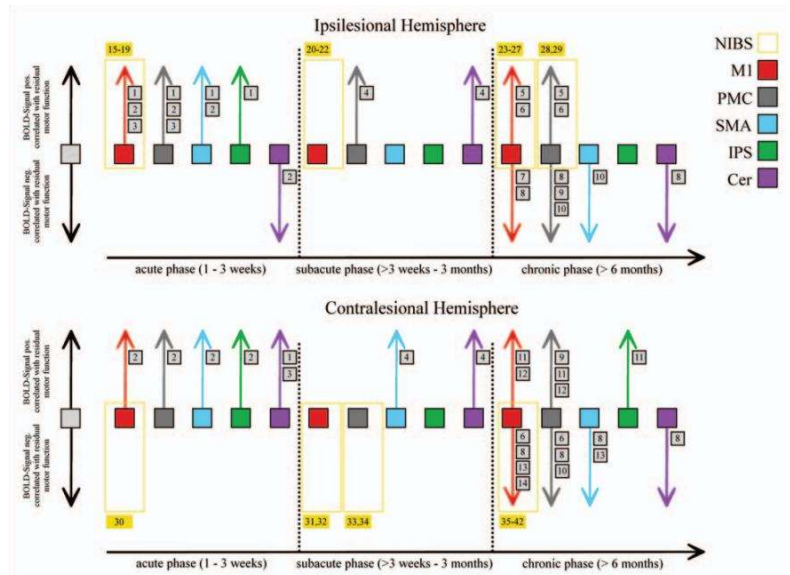 Ipsilesional Hemisphere
15-19
20-22
23-27
28,29
NIBS
M1
PMC
SMA
IPS
Cer
BOLD-Signal pos.
correlated with residual
motor function
BOLD-Signal neg.
correlated with residual
motor function
1
2
3
1
2
3
1
2
1
2
4
4
5
6
5
6
7
8
8
9
10
10
8
acute phase (1 - 3 weeks)
subacute phase (>3 weeks - 3 months)
chronic phase (> 6 months)
Contralesional Hemisphere
BOLD-Signal pos.
correlated with residual
motor function
BOLD-Signal neg.
correlated with residual
motor function
2
2
2
2
1
3
4
4
11
12
9
11
12
11
6
8
13
14
6
8
10
8
13
8
30
31,32
33,34
35-42
acute phase (1 - 3 weeks)
subacute phase (>3 weeks - 3 months)
chronic phase (> 6 months)